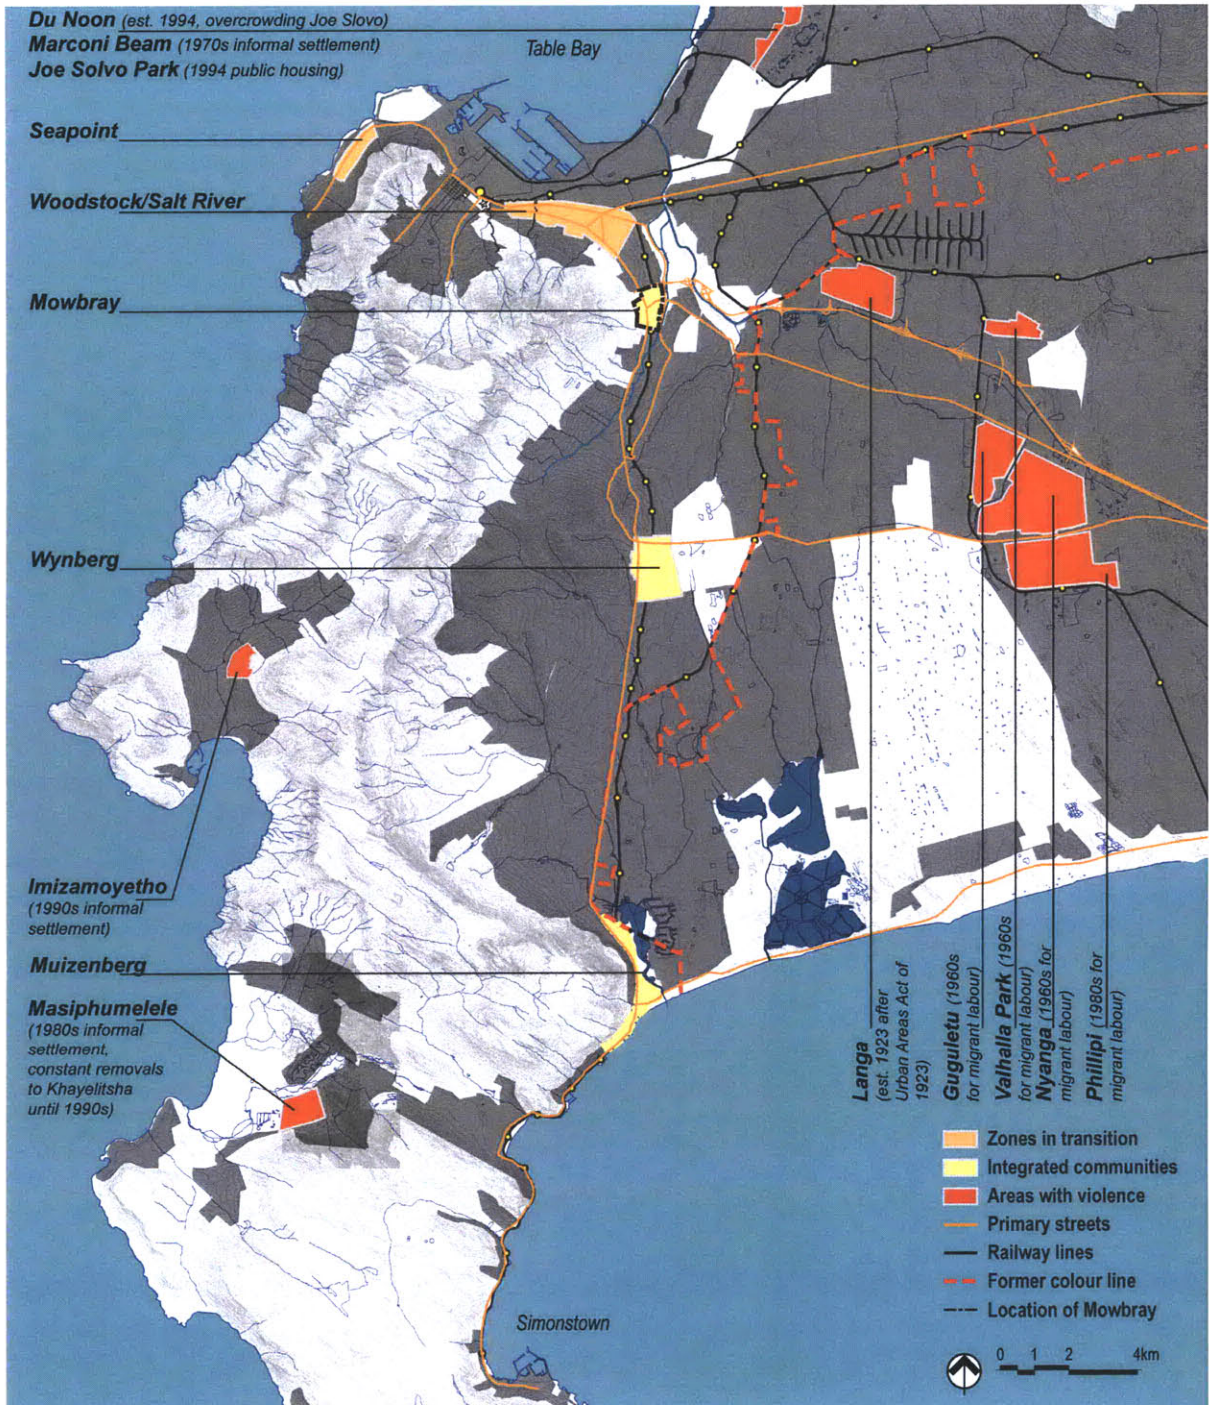 Du Noon (est. 1994, overcrowding Joe Slovo)
Marconi Beam (1970s informal settlement)
Joe Solvo Park (1994 public housing)
Table Bay
Seapoint
Woodstock/Salt River
Mowbray
Wynberg
Imizamoyetho
(1990s informal
settlement)
Muizenberg
Masiphumelele
(1980s informal
settlement,
constant removals
to Khayelitsha
until 1990s)
Langa
(est. 1923 after
Urban Areas Act of
1923)
Guguletu (1960s
for migrant labour)
Valhalla Park (1960s
for migrant labour)
Nyanga (1960s for
migrant labour)
Phillipi (1980s for
migrant labour)
Zones in transition
Integrated communities
Areas with violence
Primary streets
Railway lines
Former colour line
Location of Mowbray
Simonstown
0 1 2 4km